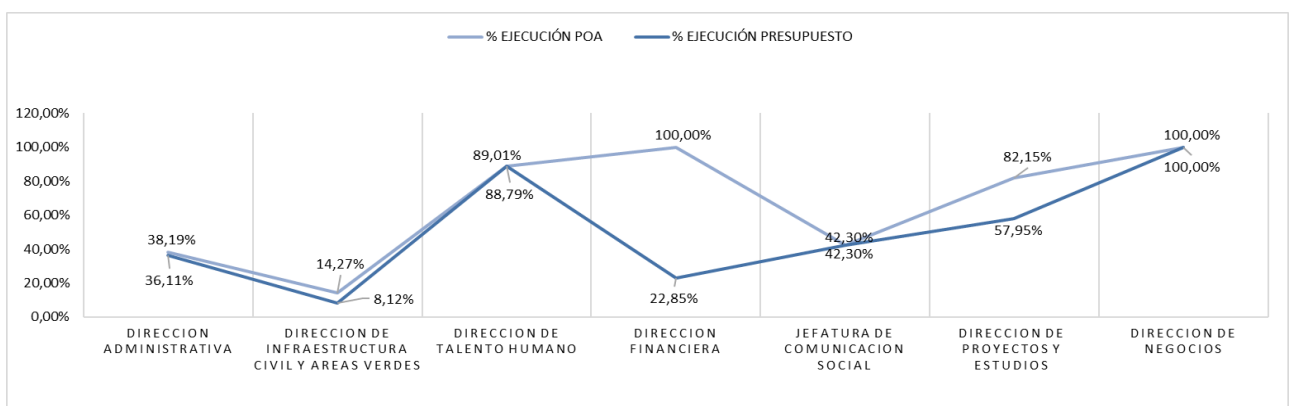 % EJECUCIÓN POA
% EJECUCIÓN PRESUPUESTO
120,00%
100,00%
80,00%
60,00%
40,00%
20,00%
0,00%
38,19%
36,11%
14,27%
8,12%
89,01%
88,79%
100,00%
22,85%
42,30%
42,30%
82,15%
57,95%
100,00%
100,00%
DIRECCION
ADMINISTRATIVA
DIRECCION DE
INFRAESTRUCTURA
CIVIL Y AREAS VERDES
DIRECCION DE
TALENTO HUMANO
DIRECCION
FINANCIERA
JEFATURA DE
COMUNICACION
SOCIAL
DIRECCION DE
PROYECTOS Y
ESTUDIOS
DIRECCION DE
NEGOCIOS